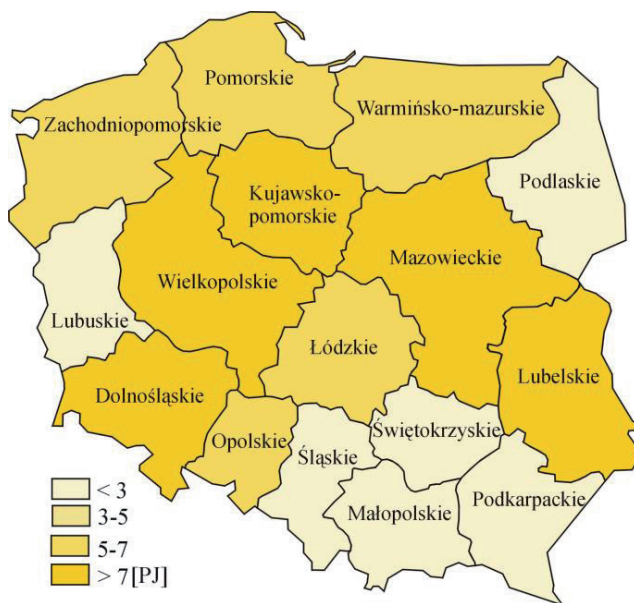 Pomorskie
Warmińsko-mazurskie
Zachodniopomorskie
Podlaskie
Kujawsko-
pomorskie
Mazowieckie
Wielkopolskie
Lubuskie
Łódzkie
Lubelskie
Dolnośląskie
Opolskie
Świętokrzyskie
Śląskie
Podkarpackie
Małopolskie
< 3
3-5
5-7
> 7 [PJ]